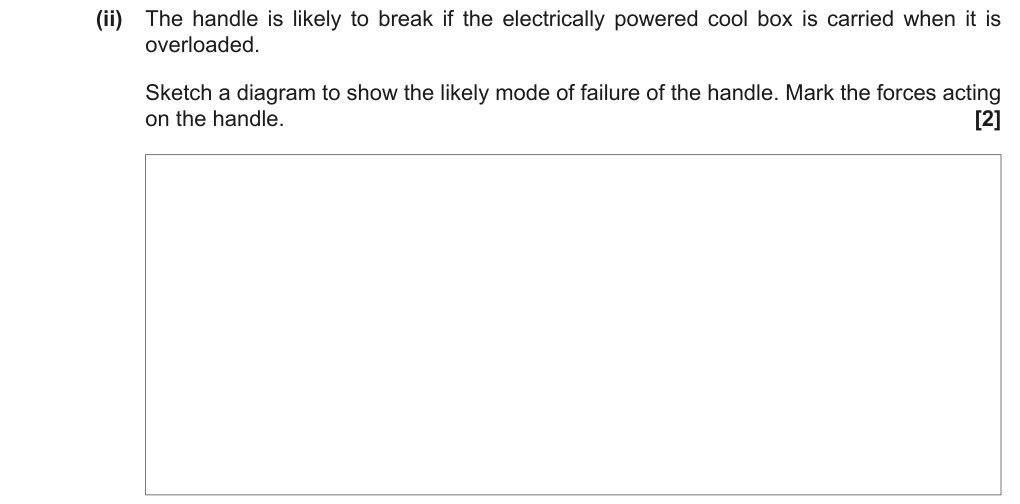 (ii) The handle is likely to break if the electrically powered cool box is carried when it is
overloaded.
Sketch a diagram to show the likely mode of failure of the handle. Mark the forces acting
on the handle. [2]